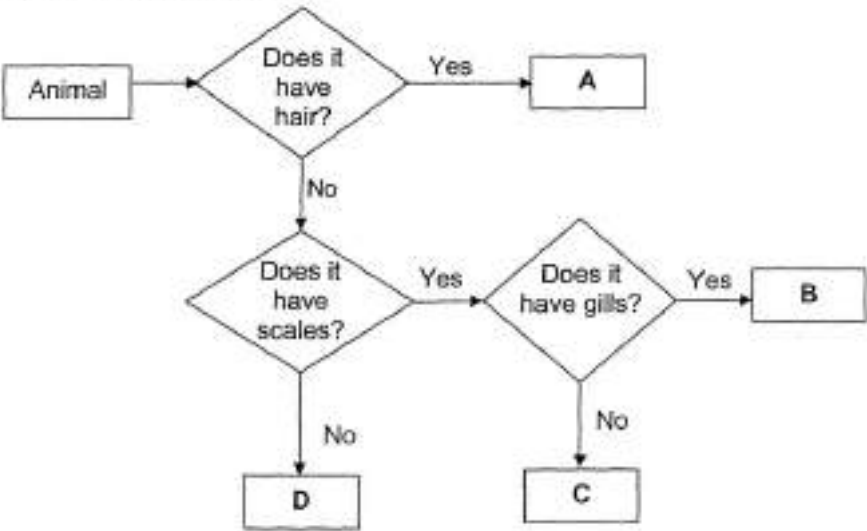 Animal
Does it
have
hair?
Yes
A
No
Does it
have
scales?
Yes
Does it
have gills?
Yes
B
No
D
No
C